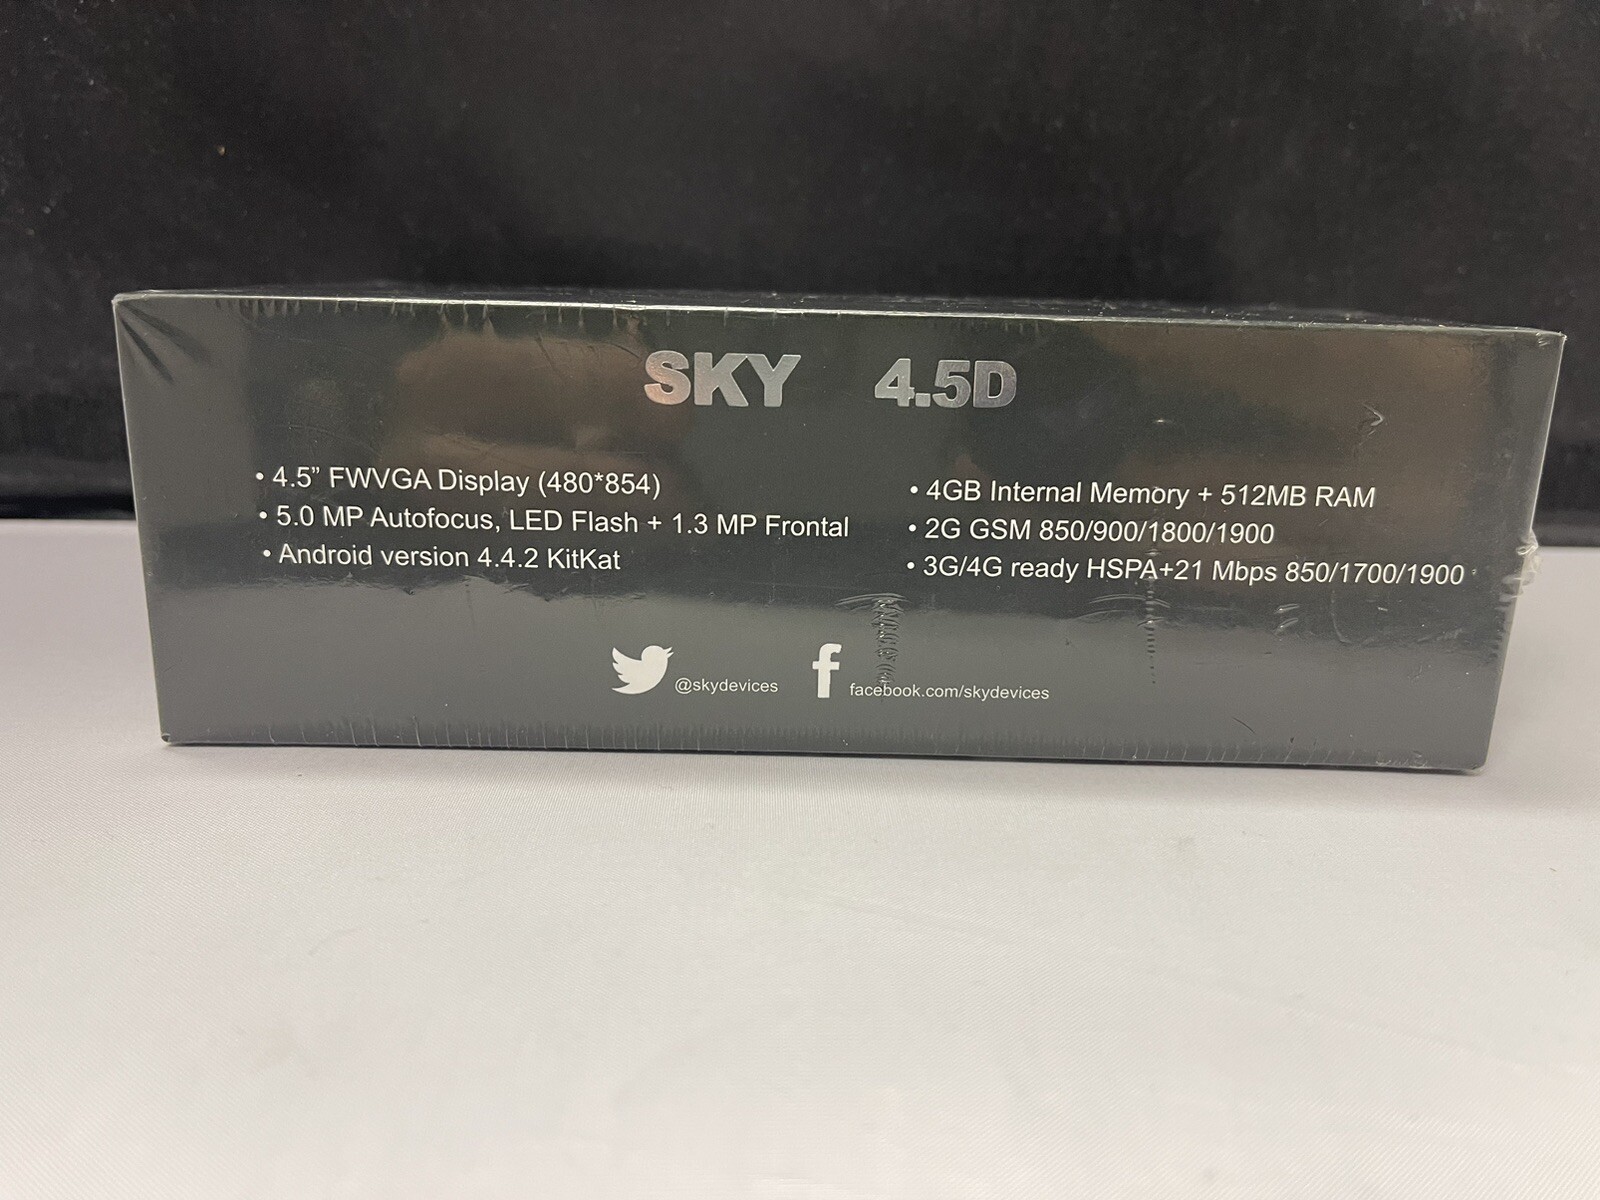 SKY 4.5D
• 4.5” FWVGA Display (480*854)
• 5.0 MP Autofocus, LED Flash + 1.3 MP Frontal
• Android version 4.4.2 KitKat
• 4GB Internal Memory + 512MB RAM
• 2G GSM 850/900/1800/1900
• 3G/4G ready HSPA+21 Mbps 850/1700/1900
@skydevices
facebook.com/skydevices